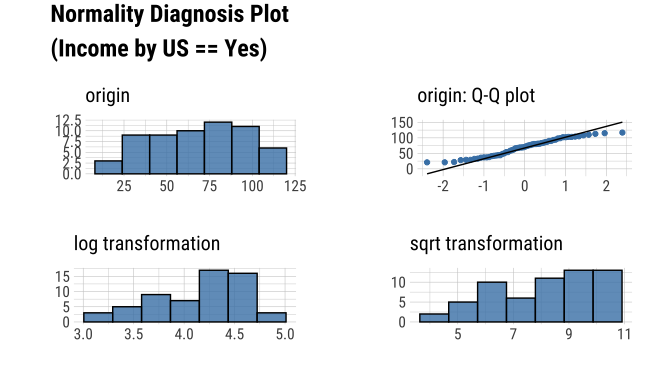 Normality Diagnosis Plot
(Income by US == Yes)
origin
12.5
10.0
7.5
5.0
2.5
0.0
25 50 75 100 125
origin: Q-Q plot
150
100
50
0
-2 -1 0 1 2
log transformation
15
10
5
0
3.0 3.5 4.0 4.5 5.0
sqrt transformation
10
5
0
5 7 9 11